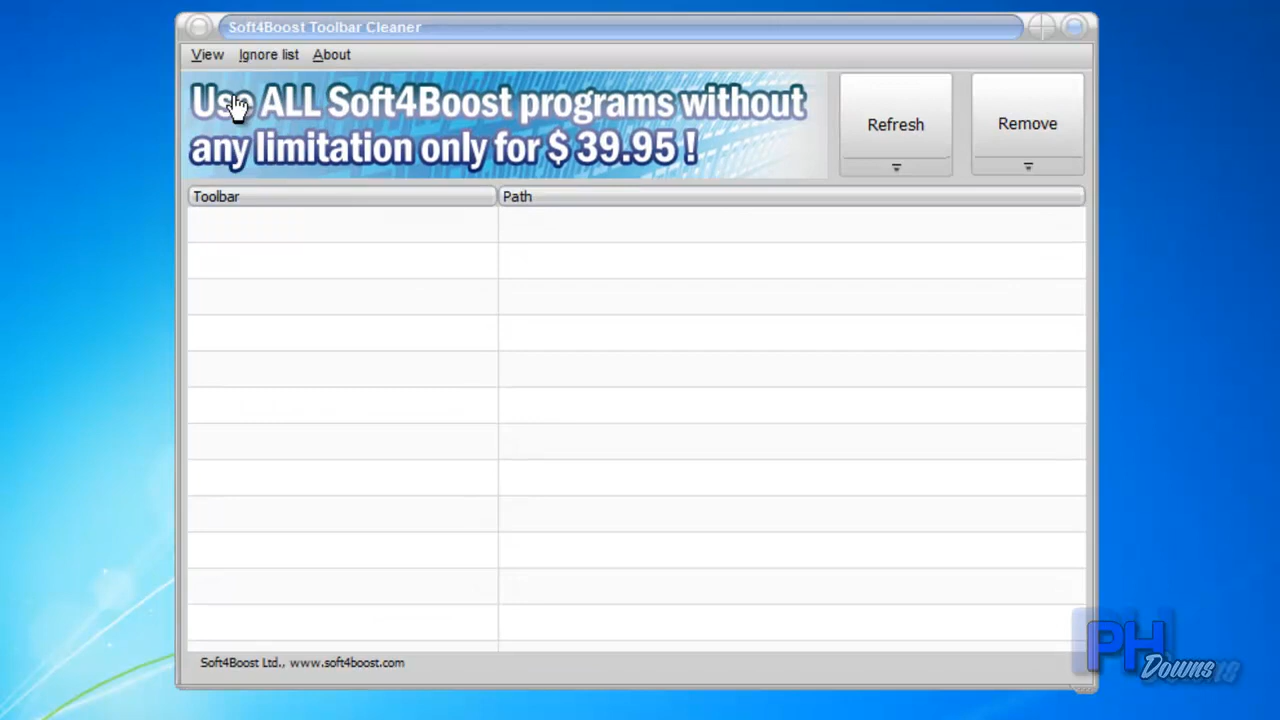 Soft4Boost Toolbar Cleaner
View Ignore list About
Use ALL Soft4Boost programs without
any limitation only for $ 39.95 !
Refresh
Remove
Toolbar Path
Soft4Boost Ltd., www.soft4boost.com
PH
Downs